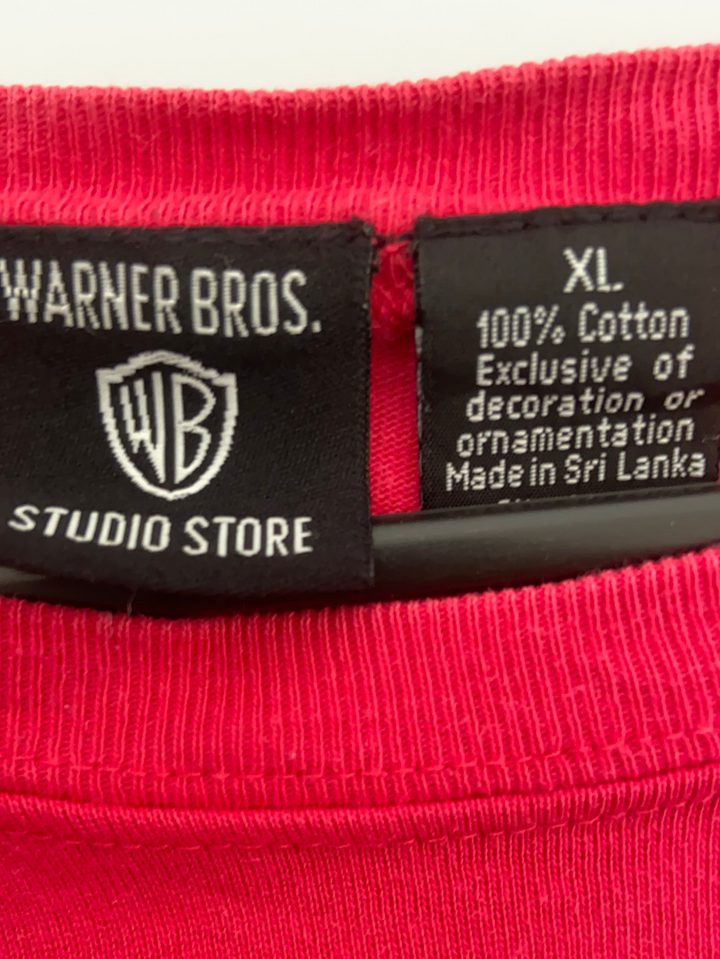 WARNER BROS.
WB
STUDIO STORE
XL
100% Cotton
Exclusive of
decoration or
ornamentation
Made in Sri Lanka